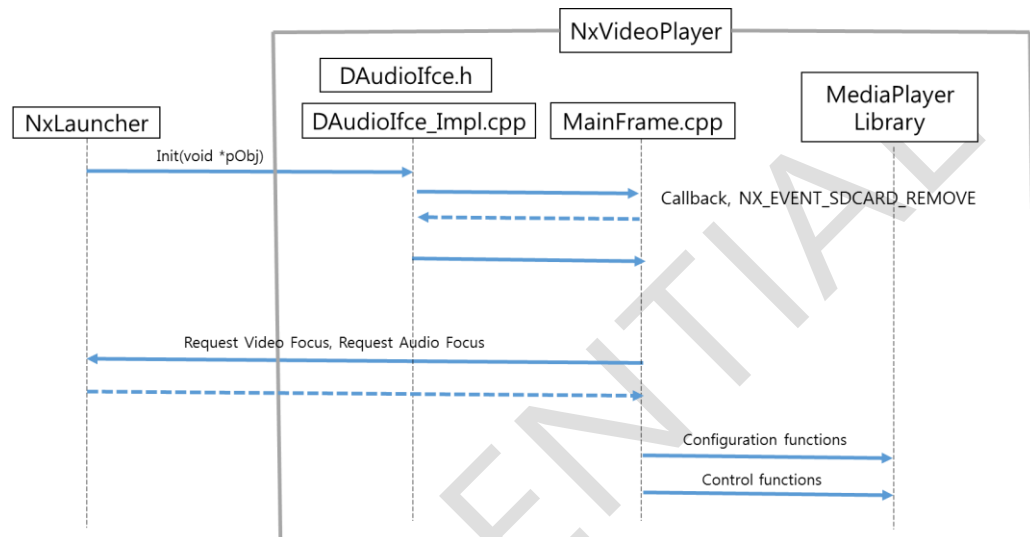 NxVideoPlayer
DAudioIfce.h
NxLauncher
DAudioIfce_Impl.cpp
MainFrame.cpp
MediaPlayer
Library
Init(void *pObj)
Callback, NX_EVENT_SDCARD_REMOVE
Request Video Focus, Request Audio Focus
Configuration functions
Control functions
ENTIAL